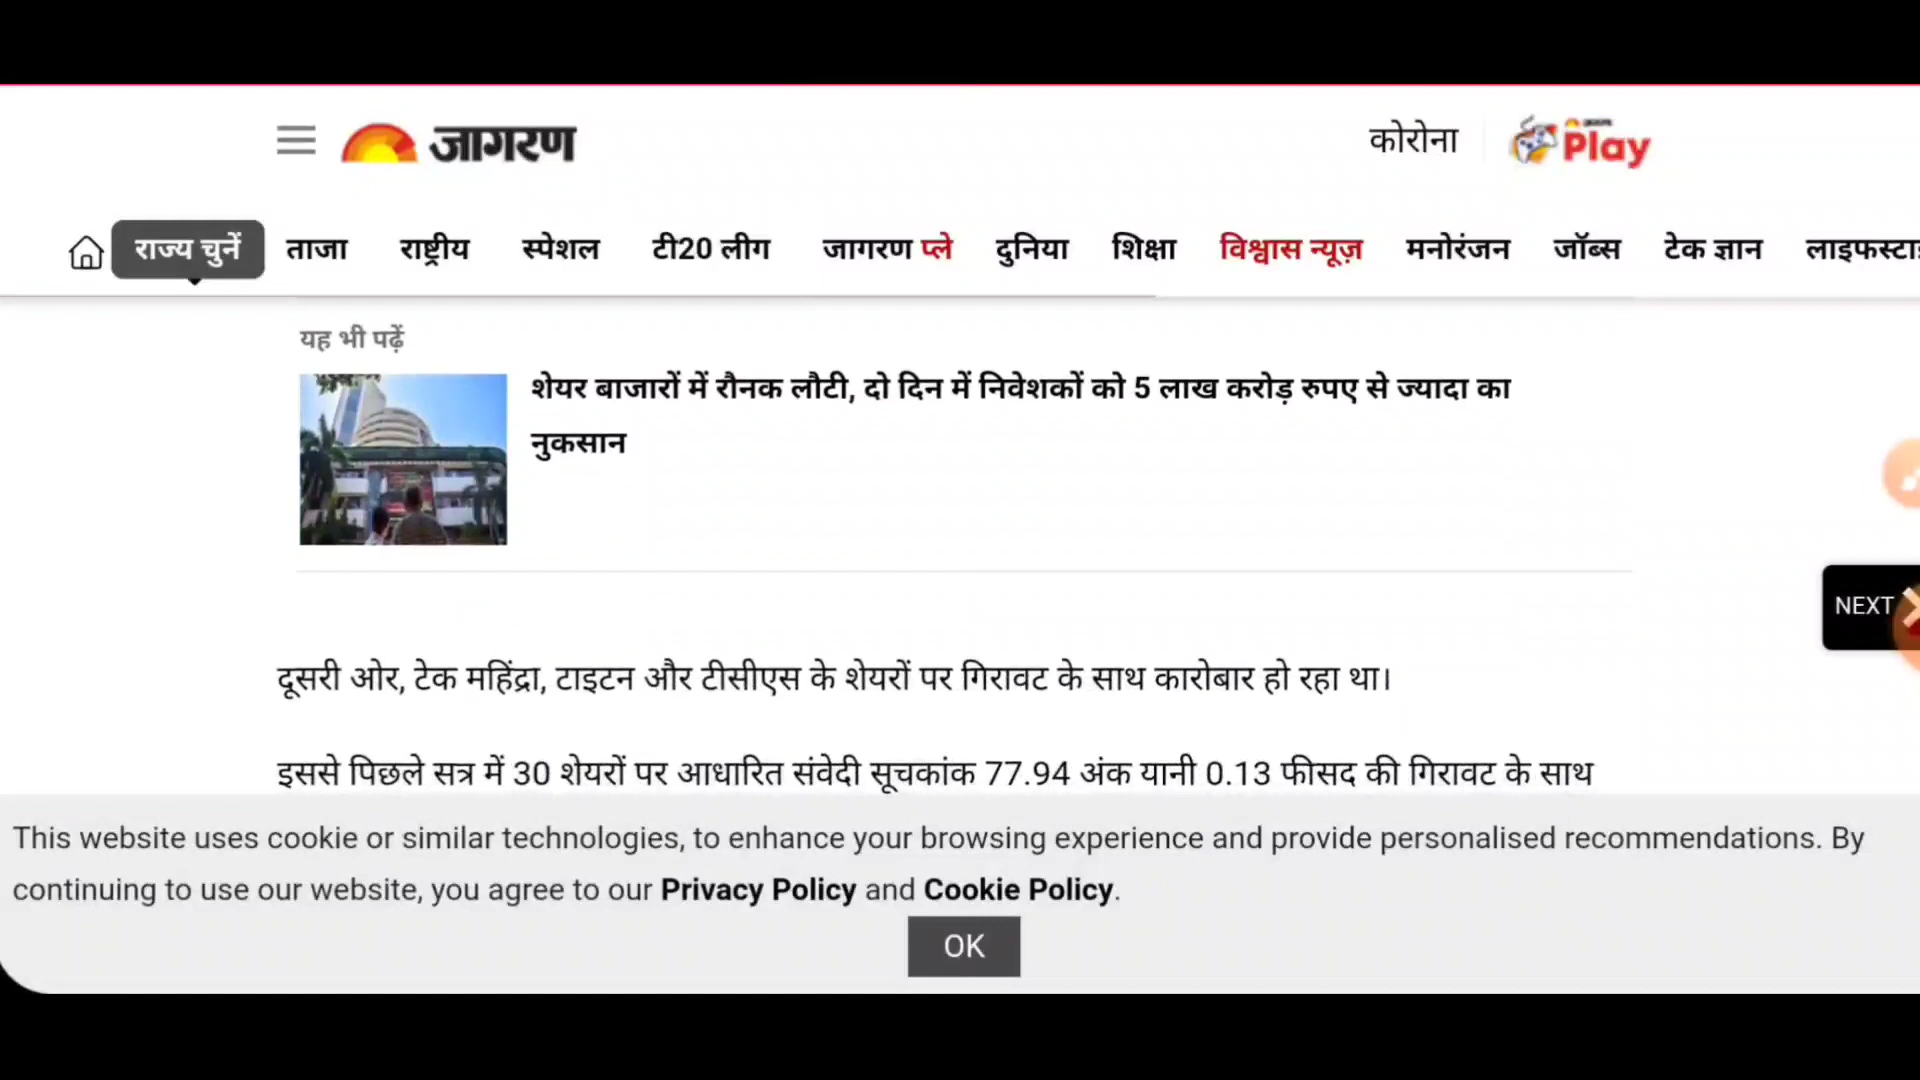 जागरण
कोरोना
Play
राज्य चुनें ताजा राष्ट्रीय स्पेशल टी20 लीग जागरण प्ले दुनिया शिक्षा विश्वास न्यूज़ मनोरंजन जॉब्स टेक ज्ञान
यह भी पढ़ें
शेयर बाजारों में रौनक लौटी, दो दिन में निवेशकों को 5 लाख करोड़ रुपए से ज्यादा का
नुकसान
NEXT
दूसरी ओर, टेक महिंद्रा, टाइटन और टीसीएस के शेयरों पर गिरावट के साथ कारोबार हो रहा था।
इससे पिछले सत्र में 30 शेयरों पर आधारित संवेदी सूचकांक 77.94 अंक यानी 0.13 फीसद की गिरावट के साथ
This website uses cookie or similar technologies, to enhance your browsing experience and provide personalised recommendations. By
continuing to use our website, you agree to our Privacy Policy and Cookie Policy.
OK